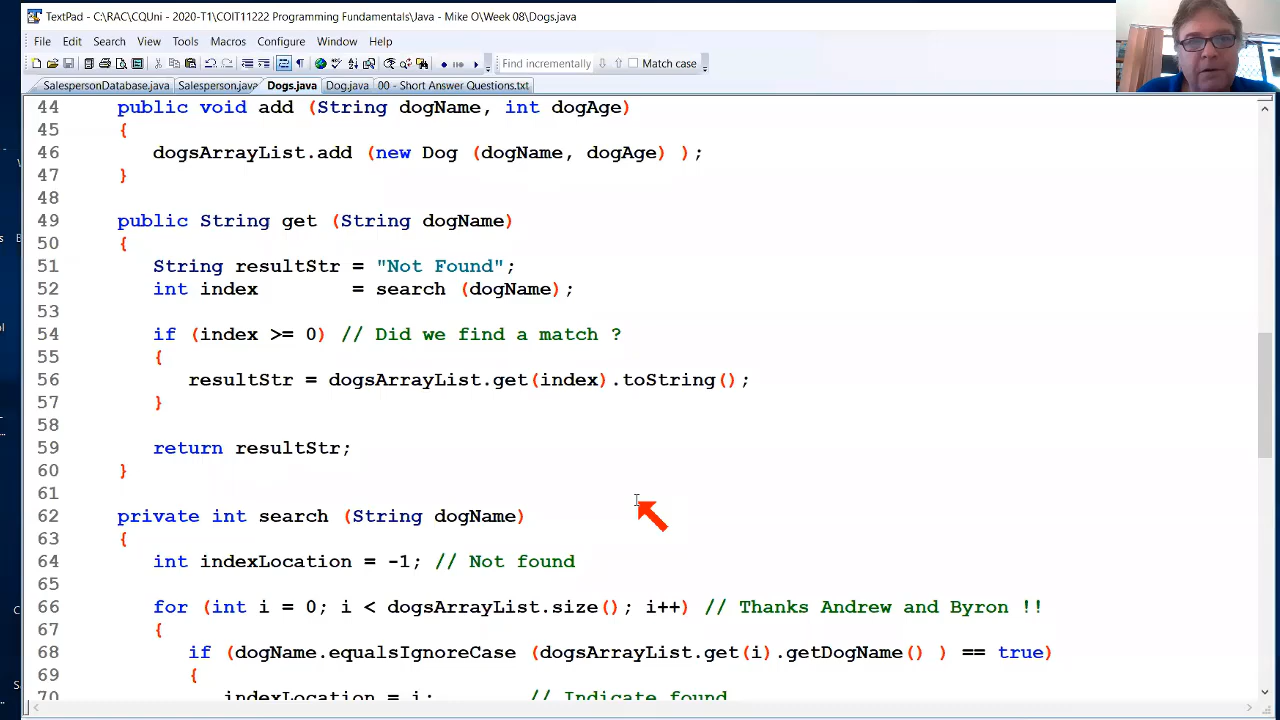 TextPad - C:\RAC\CQUni - 2020-T1\COIT11222 Programming Fundamentals\Java - Mike O\Week 08\Dogs.java
File Edit Search View Tools Macros Configure Window Help
Find incrementally Match case
SalespersonDatabase.java Salesperson.java Dogs.java Dog.java 00 - Short Answer Questions.txt
44 public void add (String dogName, int dogAge)
45 {
46 dogsArrayList.add (new Dog (dogName, dogAge) );
47 }
48
49 public String get (String dogName)
50 {
51 String resultStr = "Not Found";
52 int index = search (dogName);
53
54 if (index >= 0) // Did we find a match ?
55 {
56 resultStr = dogsArrayList.get(index).toString();
57 }
58
59 return resultStr;
60 }
61
62 private int search (String dogName)
63 {
64 int indexLocation = -1; // Not found
65
66 for (int i = 0; i < dogsArrayList.size(); i++) // Thanks Andrew and Byron !!
67 {
68 if (dogName.equalsIgnoreCase (dogsArrayList.get(i).getDogName() ) == true)
69 {
70 indexLocation = i; // Indicate found